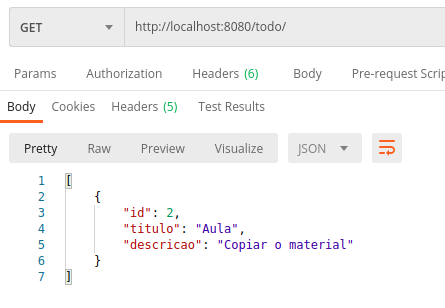 GET http://localhost:8080/todo/
Params Authorization Headers (6) Body Pre-request Scrip
Body Cookies Headers (5) Test Results
Pretty Raw Preview Visualize JSON
1 [
2 {
3 "id": 2,
4 "titulo": "Aula",
5 "descricao": "Copiar o material"
6 }
7 ]